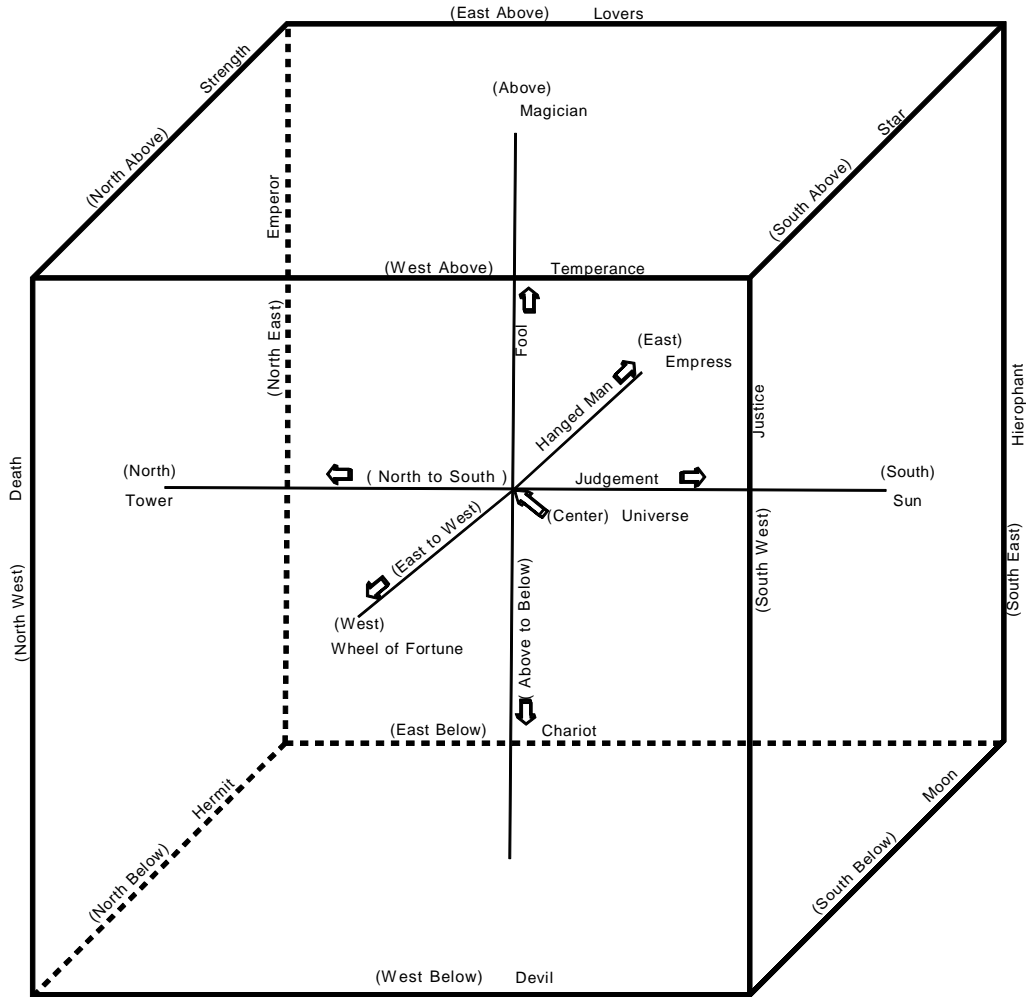 (East Above) Lovers
Strength
(North Above)
(Above)
Magician
Star
(South Above)
Emperor
(North East)
(West Above) Temperance
Fool
(East)
Empress
Hanged Man
Justice
Hierophant
Death
(North)
Tower
( North to South )
Judgement
(South)
Sun
(Center) Universe
(East to West)
(West)
Wheel of Fortune
( Above to Below)
(South West)
(South East)
(North West)
(East Below) Chariot
Hermit
(North Below)
Moon
(South Below)
(West Below) Devil